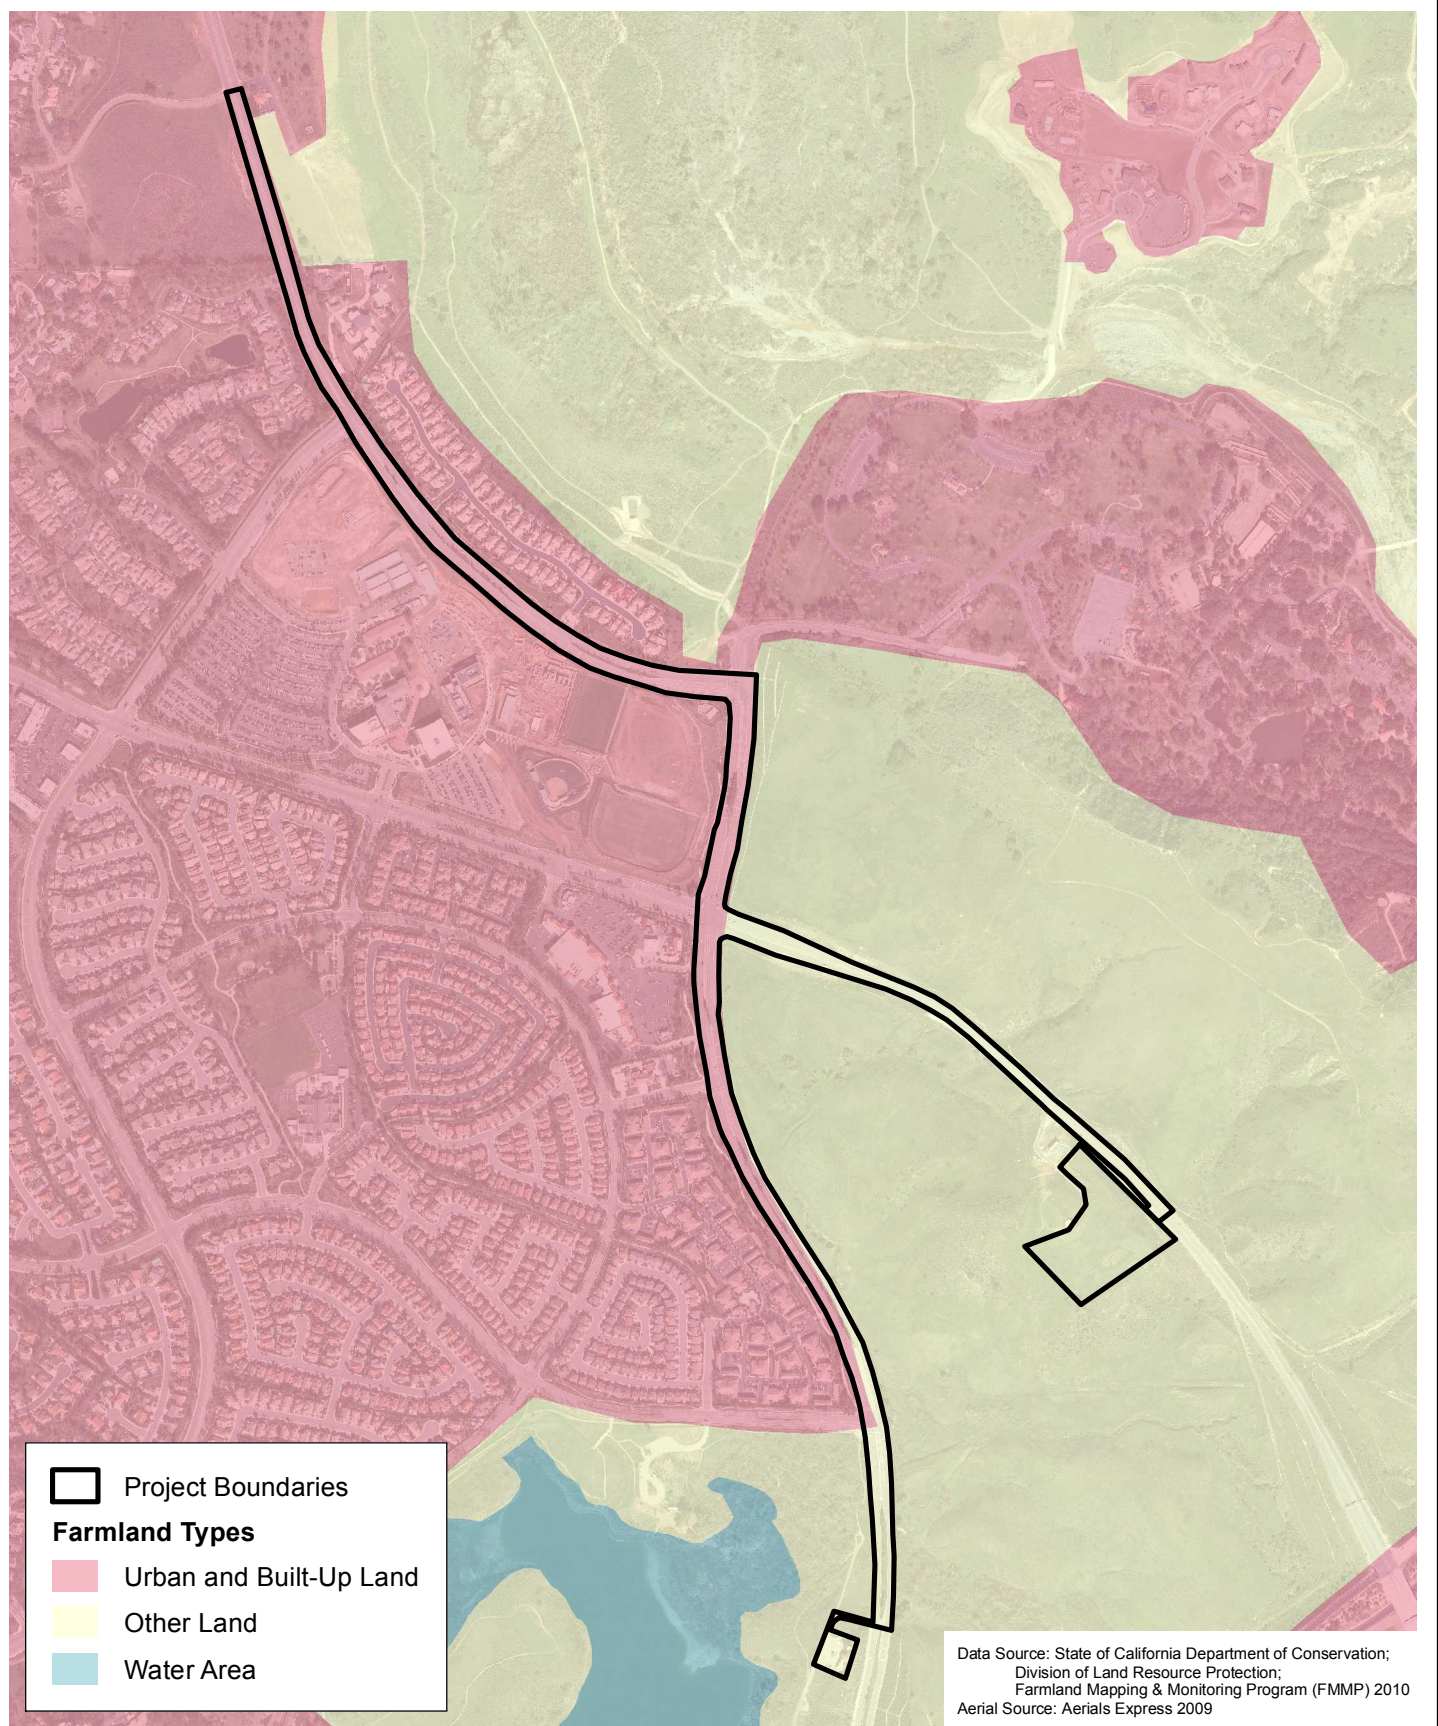 Project Boundaries
Farmland Types
Urban and Built-Up Land
Other Land
Water Area
Data Source: State of California Department of Conservation;
Division of Land Resource Protection;
Farmland Mapping & Monitoring Program (FMMP) 2010
Aerial Source: Aerials Express 2009